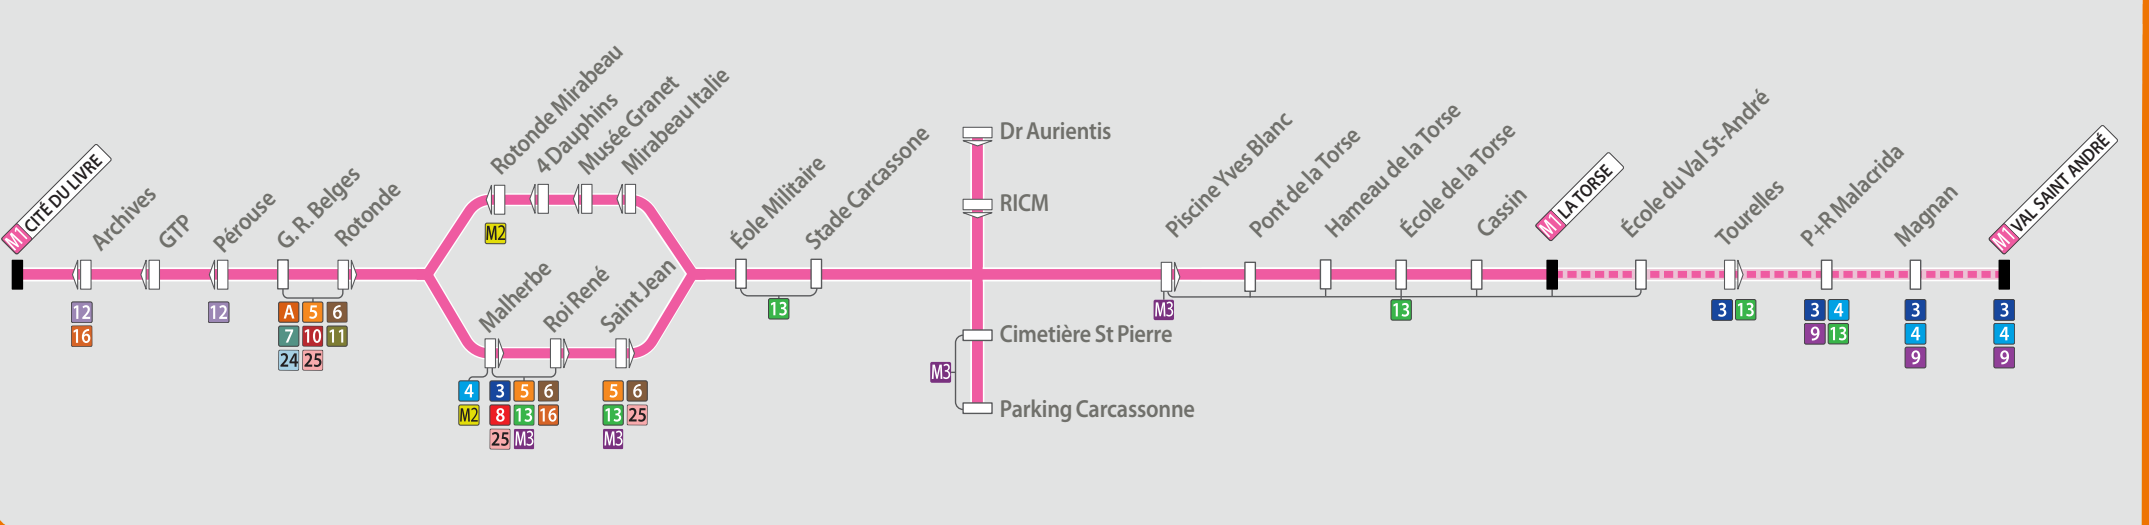 M1 CITÉ DU LIVRE
Archives
12
16
GTP
Pérouse
12
G. R. Belges
Rotonde
A 5 6
7 10 11
24 25
Rotonde Mirabeau
M2
4 Dauphins
Musée Granet
Mirabeau Italie
Malherbe
Roi René
Saint Jean
4
M2
3 5 6
8 13 16
25 M3
5 6
13 25
M3
Éole Militaire
Stade Carcassone
13
Dr Aurientis
RICM
Cimetière St Pierre
M3
Parking Carcassonne
Piscine Yves Blanc
M3
Pont de la Torse
Hameau de la Torse
École de la Torse
13
Cassin
M1 LA TORSE
École du Val St-André
Tourelles
3 13
P+R Malacrida
3 4
9 13
Magnan
3
4
9
M1 VAL SAINT ANDRÉ
3
4
9